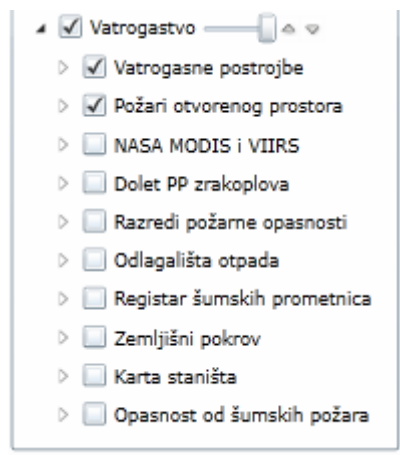 Vatrogastvo
Vatrogasne postrojbe
Požari otvorenog prostora
NASA MODIS i VIIRS
Dolet PP zrakoplova
Razredi požarne opasnosti
Odlagališta otpada
Registar šumskih prometnica
Zemljišni pokrov
Karta staništa
Opasnost od šumskih požara